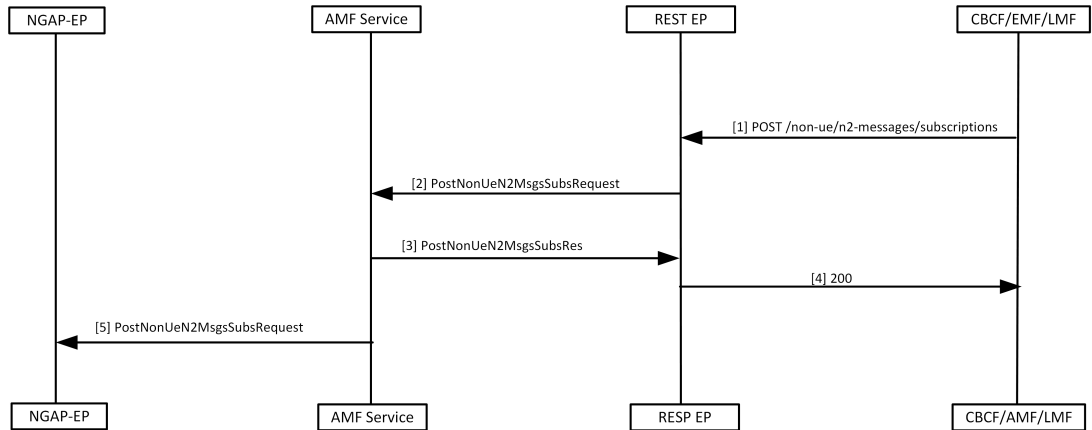 NGAP-EP
AMF Service
REST EP
CBCF/EMF/LMF
[1] POST /non-ue/n2-messages/subscriptions
[2] PostNonUeN2MsgsSubsRequest
[3] PostNonUeN2MsgsSubsRes
[4] 200
[5] PostNonUeN2MsgsSubsRequest
NGAP-EP
AMF Service
RESP EP
CBCF/AMF/LMF